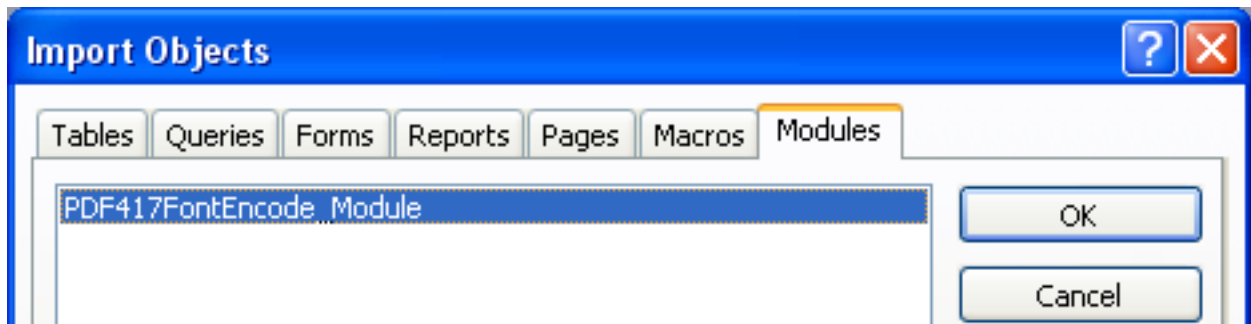 Import Objects
?
Tables Queries Forms Reports Pages Macros Modules
PDF417FontEncode_Module
OK
Cancel